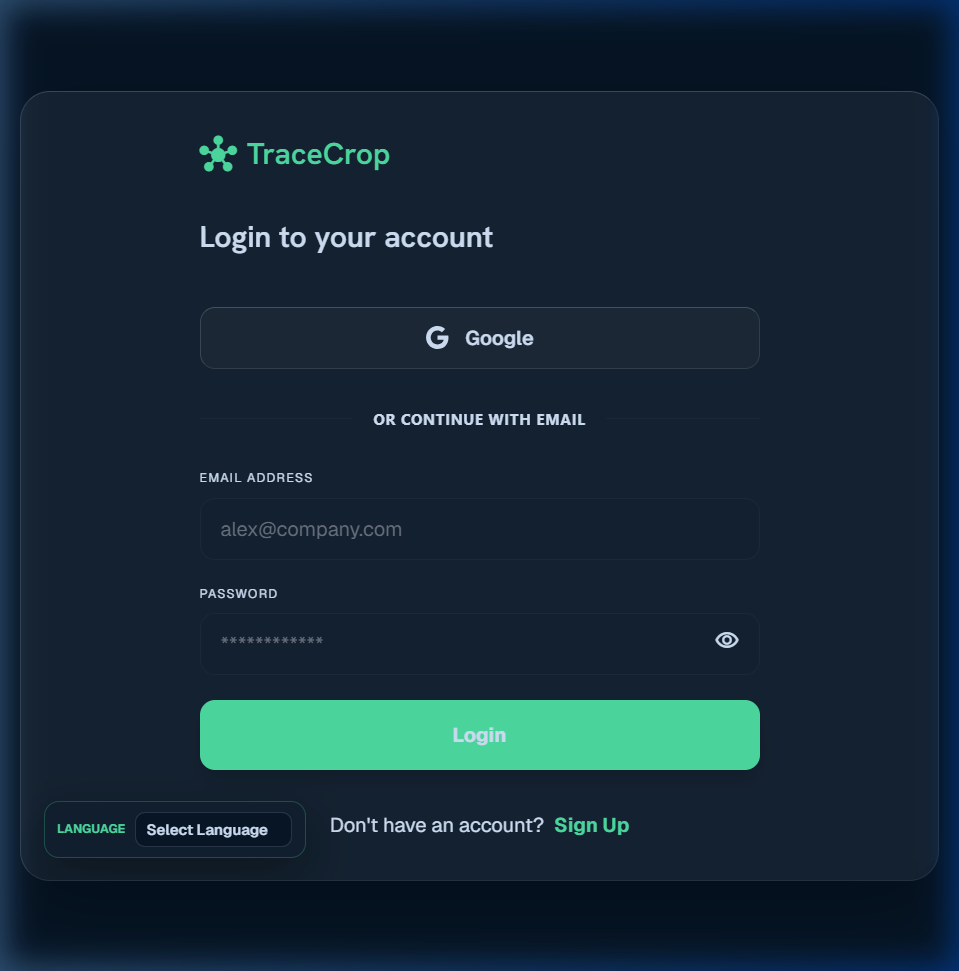 TraceCrop
Login to your account
Google
OR CONTINUE WITH EMAIL
EMAIL ADDRESS
alex@company.com
PASSWORD
************
Login
LANGUAGE Select Language
Don't have an account? Sign Up